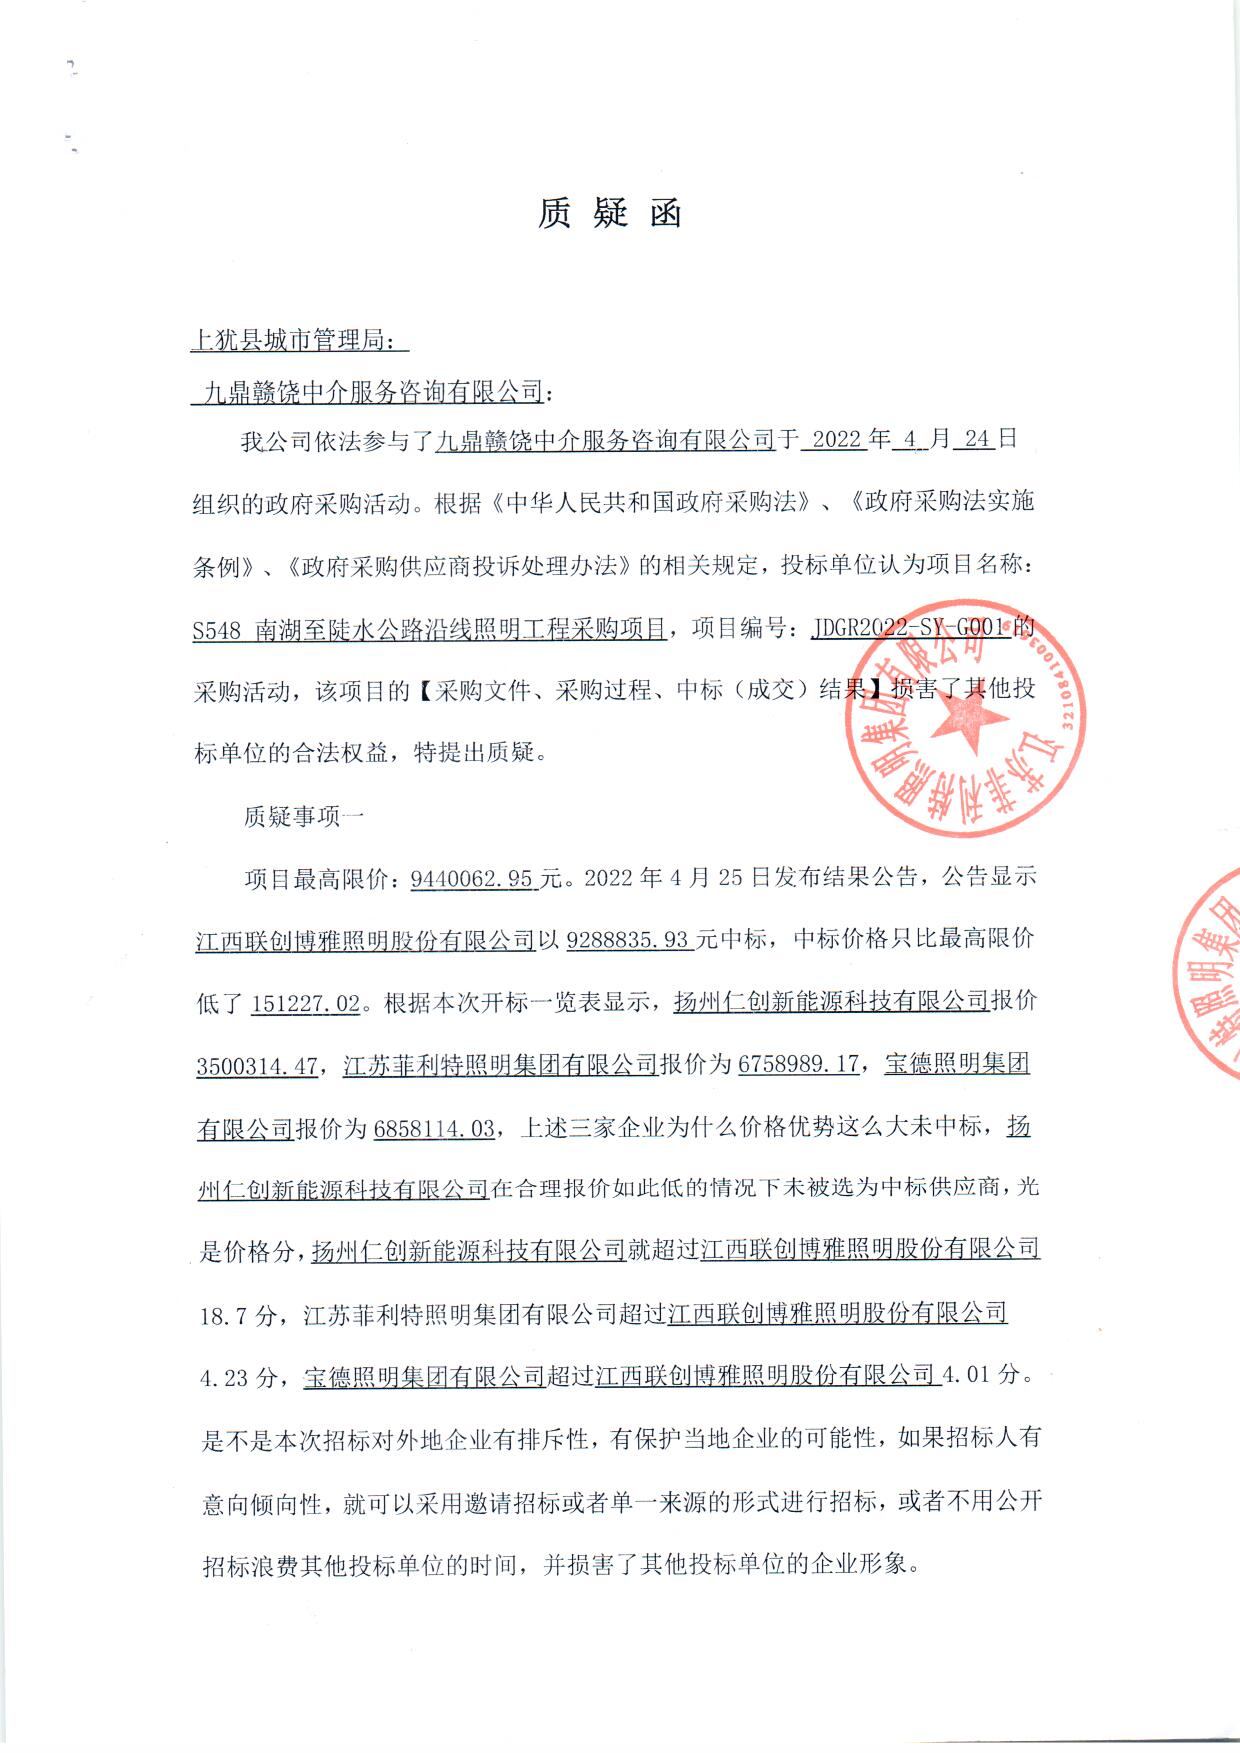 质 疑 函
上犹县城市管理局：
九鼎赣饶中介服务咨询有限公司：
我公司依法参与了九鼎赣饶中介服务咨询有限公司于 2022 年 4 月 24 日
组织的政府采购活动。根据《中华人民共和国政府采购法》、《政府采购法实施
条例》、《政府采购供应商投诉处理办法》的相关规定，投标单位认为项目名称：
S548 南湖至陡水公路沿线照明工程采购项目，项目编号：JDGR2022-SY-G001 的
采购活动，该项目的【采购文件、采购过程、中标（成交）结果】损害了其他投
标单位的合法权益，特提出质疑。
质疑事项一
项目最高限价：9440062.95 元。2022 年 4 月 25 日发布结果公告，公告显示
江西联创博雅照明股份有限公司以 9288835.93 元中标，中标价格只比最高限价
低了 151227.02。根据本次开标一览表显示，扬州仁创新能源科技有限公司报价
3500314.47，江苏菲利特照明集团有限公司报价为 6758989.17，宝德照明集团
有限公司报价为 6858114.03，上述三家企业为什么价格优势这么大未中标，扬
州仁创新能源科技有限公司在合理报价如此低的情况下未被选为中标供应商，光
是价格分，扬州仁创新能源科技有限公司就超过江西联创博雅照明股份有限公司
18.7 分，江苏菲利特照明集团有限公司超过江西联创博雅照明股份有限公司
4.23 分，宝德照明集团有限公司超过江西联创博雅照明股份有限公司 4.01 分。
是不是本次招标对外地企业有排斥性，有保护当地企业的可能性，如果招标人有
意向倾向性，就可以采用邀请招标或者单一来源的形式进行招标，或者不用公开
招标浪费其他投标单位的时间，并损害了其他投标单位的企业形象。
江苏菲利特照明集团有限公司
照明集团